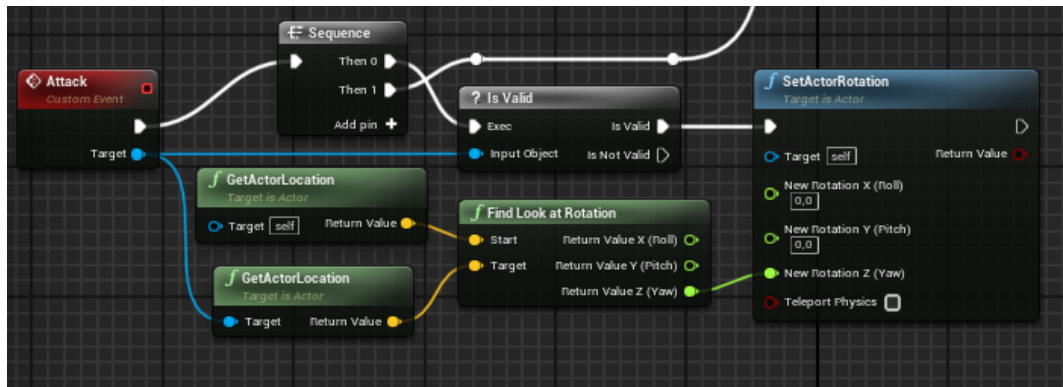 Sequence
Then 0
Then 1
Add pin +
Attack
Custom Event
Target
? Is Valid
Exec
Is Valid
Input Object
Is Not Valid
f SetActorRotation
Target is Actor
Target self
Return Value
New Rotation X (Roll)
0,0
New Rotation Y (Pitch)
0,0
New Rotation Z (Yaw)
Teleport Physics
f GetActorLocation
Target is Actor
Target self
Return Value
f Find Look at Rotation
Start
Return Value X (Roll)
Target
Return Value Y (Pitch)
Return Value Z (Yaw)
f GetActorLocation
Target is Actor
Target
Return Value